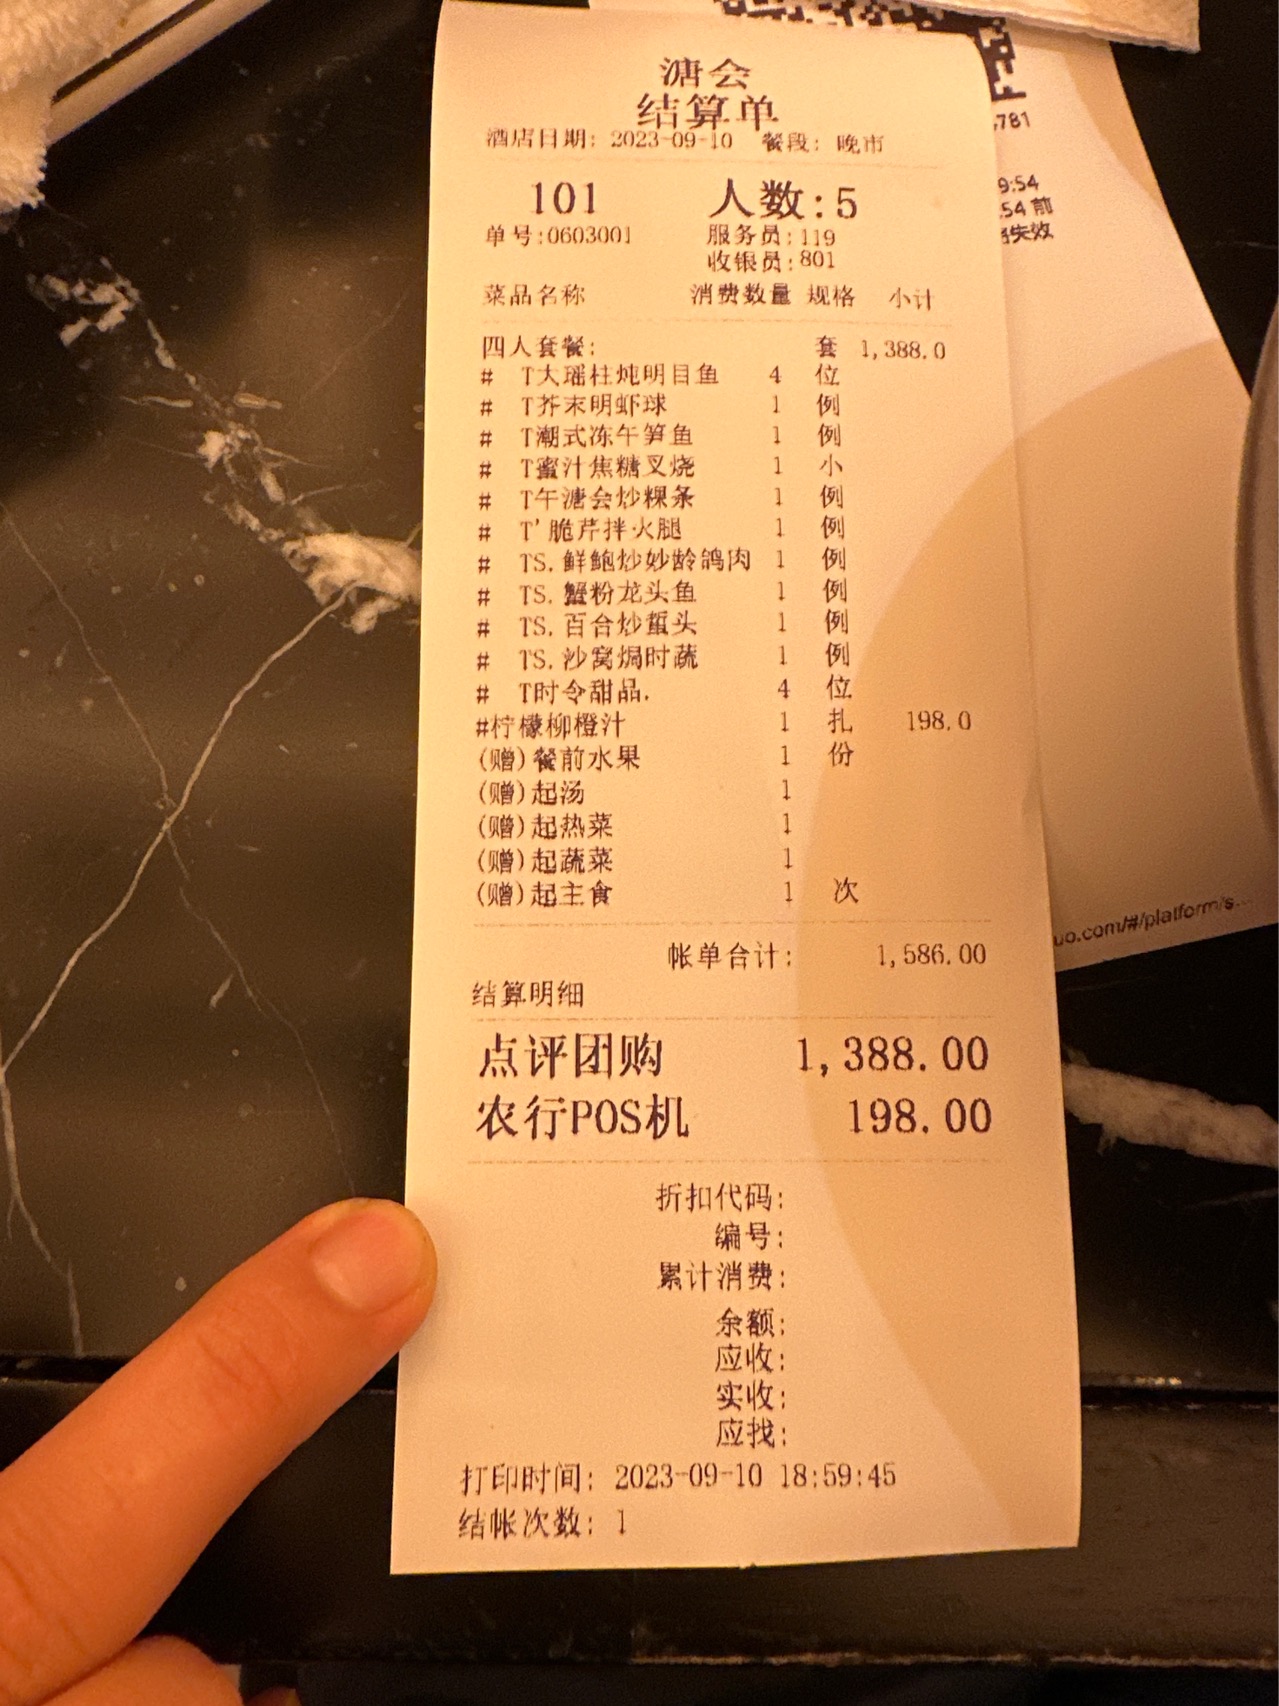 溏会
结算单
酒店日期: 2023-09-10 餐段: 晚市
101 人数:5
单号:0603001 服务员:119
收银员:801
菜品名称 消费数量 规格 小计
四人套餐: 套 1,388.0
# T大瑶柱炖明目鱼 4 位
# T芥末明虾球 1 例
# T潮式冻午笋鱼 1 例
# T蜜汁焦糖叉烧 1 小
# T午溏会炒粿条 1 例
# T'脆芹拌火腿 1 例
# TS.鲜鲍炒妙龄鸽肉 1 例
# TS.蟹粉龙头鱼 1 例
# TS.百合炒蜇头 1 例
# TS.沙窝焗时蔬 1 例
# T时令甜品. 4 位
#柠檬柳橙汁 1 扎 198.0
(赠)餐前水果 1 份
(赠)起汤 1
(赠)起热菜 1
(赠)起蔬菜 1
(赠)起主食 1 次
帐单合计: 1,586.00
结算明细
点评团购 1,388.00
农行POS机 198.00
折扣代码:
编号:
累计消费:
余额:
应收:
实收:
应找:
打印时间: 2023-09-10 18:59:45
结帐次数: 1
781
9:54
:54 前
失效
uo.com/#/platform/s...